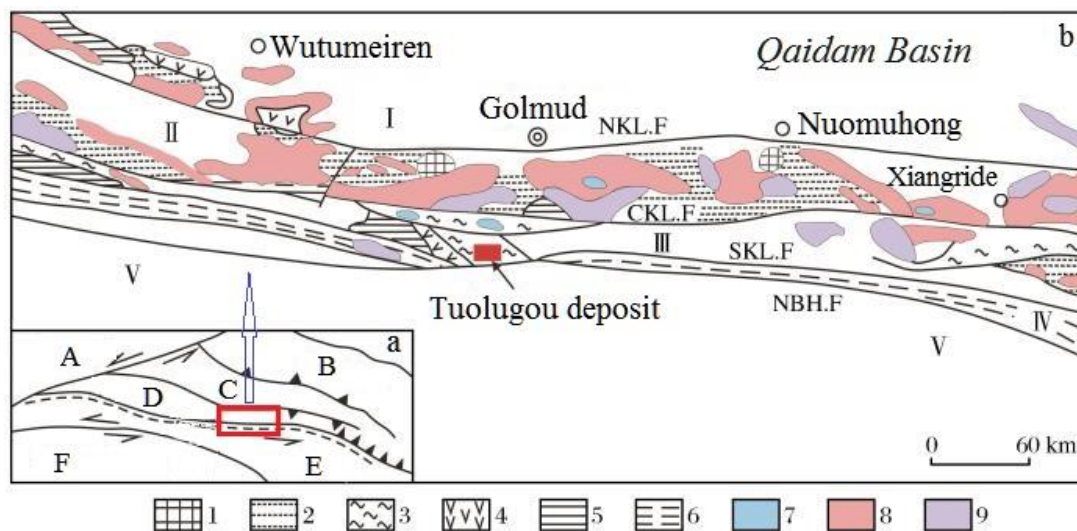 b
Wutumeiren
Qaidam Basin
I
Golmud
NKL.F
Nuomuhong
II
Xiangride
CKL.F
III
SKL.F
V
Tuolugou deposit
NBH.F
IV
V
a
A
B
C
D
F
E
0 60 km
1 2 3 4 5 6 7 8 9